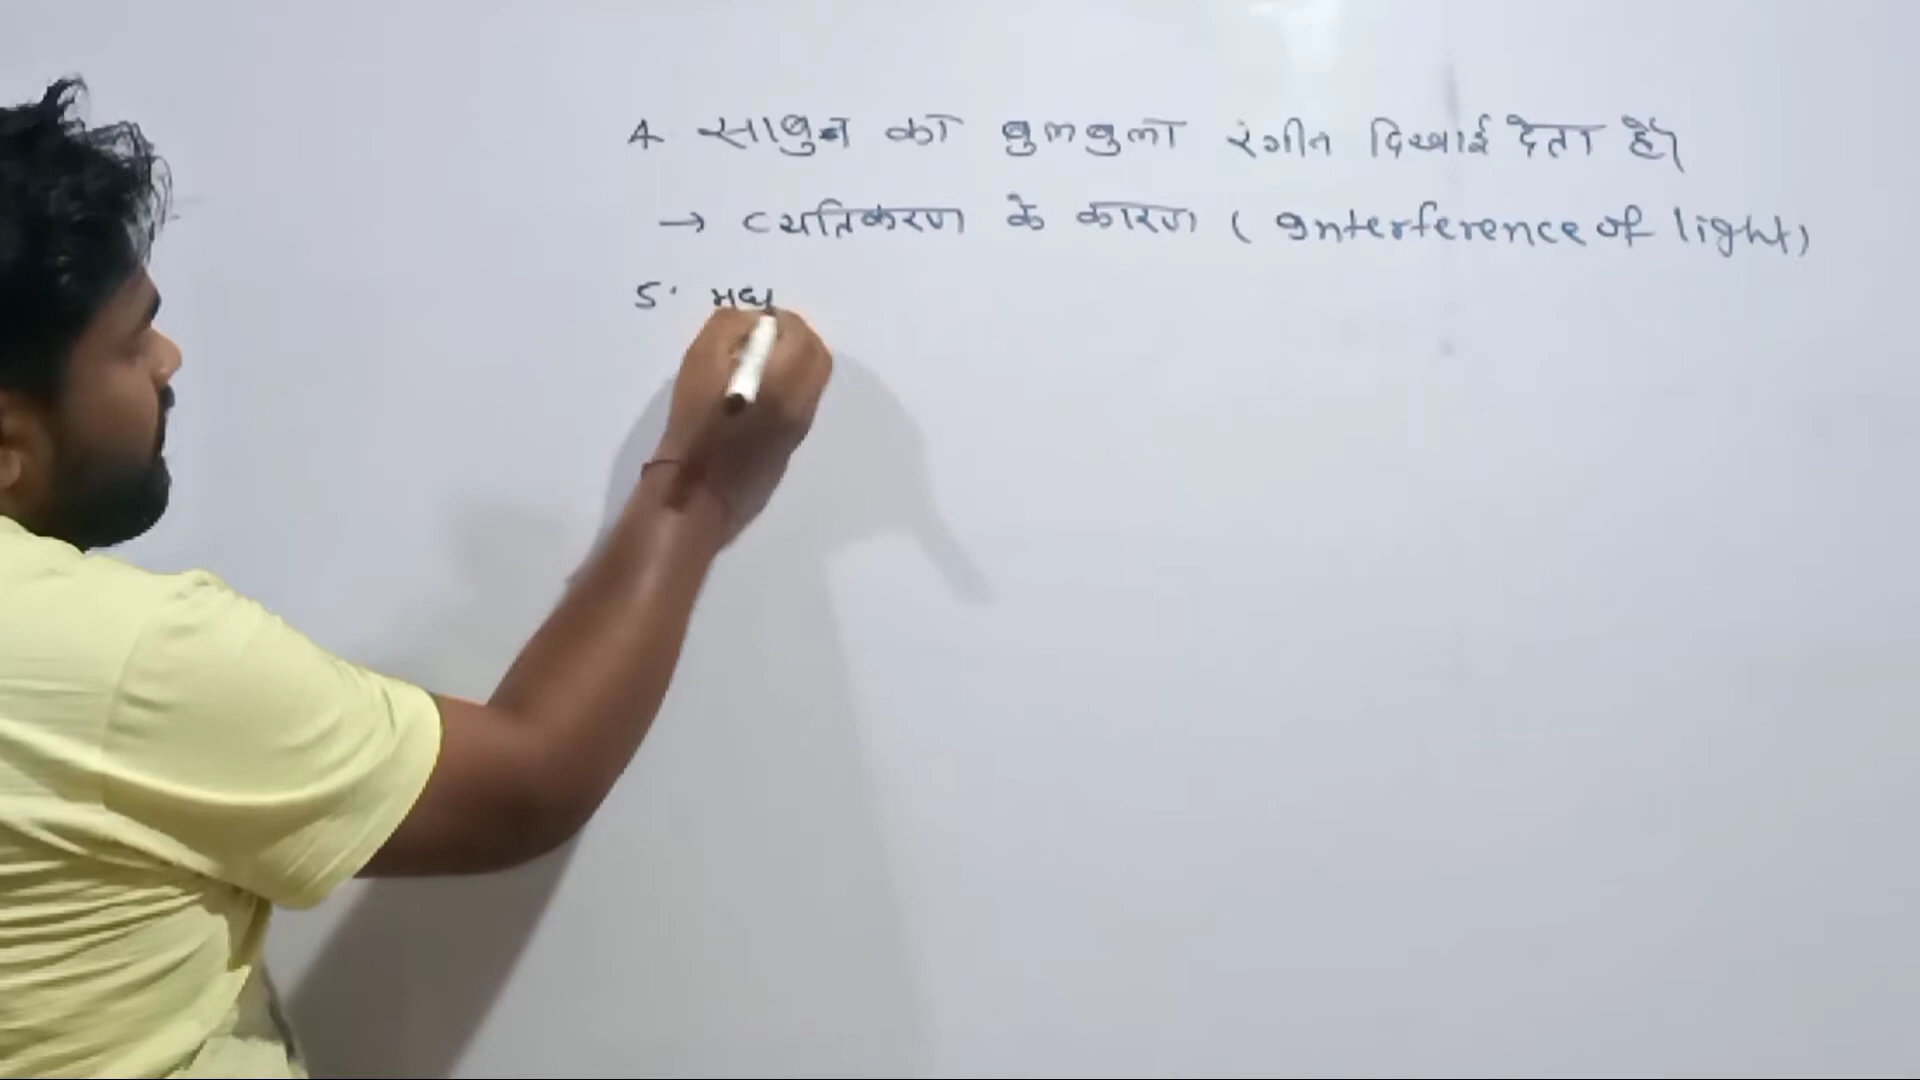 4 साबुन का बुलबुला रंगीन दिखाई देता है।
→ व्यतिकरण के कारण ( Interference of light)
5.